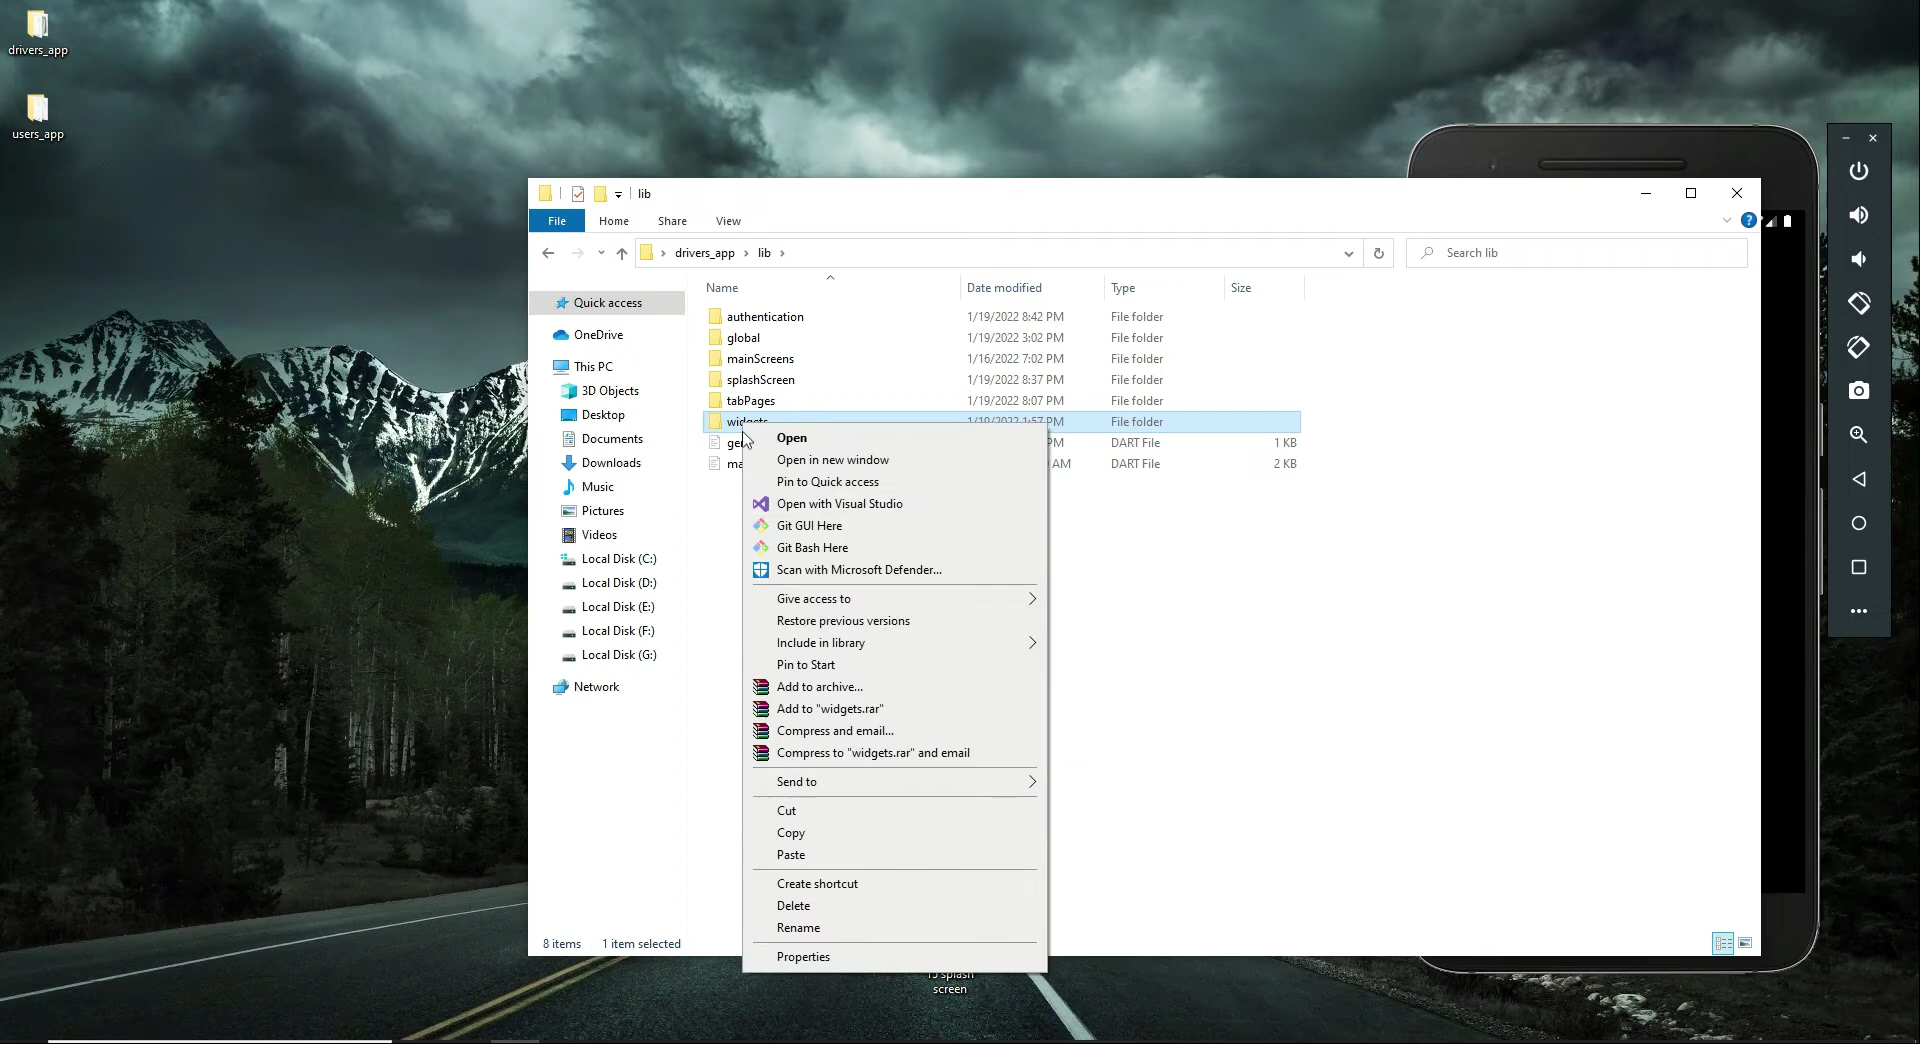 drivers_app
users_app
lib
File Home Share View
drivers_app lib
Search lib
Name Date modified Type Size
Quick access
OneDrive
This PC
3D Objects
Desktop
Documents
Downloads
Music
Pictures
Videos
Local Disk (C:)
Local Disk (D:)
Local Disk (E:)
Local Disk (F:)
Local Disk (G:)
Network
authentication 1/19/2022 8:42 PM File folder
global 1/19/2022 3:02 PM File folder
mainScreens 1/16/2022 7:02 PM File folder
splashScreen 1/19/2022 8:37 PM File folder
tabPages 1/19/2022 8:07 PM File folder
widgets 1/19/2022 1:57 PM File folder
PM DART File 1 KB
AM DART File 2 KB
Open
Open in new window
Pin to Quick access
Open with Visual Studio
Git GUI Here
Git Bash Here
Scan with Microsoft Defender...
Give access to
Restore previous versions
Include in library
Pin to Start
Add to archive...
Add to "widgets.rar"
Compress and email...
Compress to "widgets.rar" and email
Send to
Cut
Copy
Paste
Create shortcut
Delete
Rename
Properties
8 items 1 item selected
splash
screen